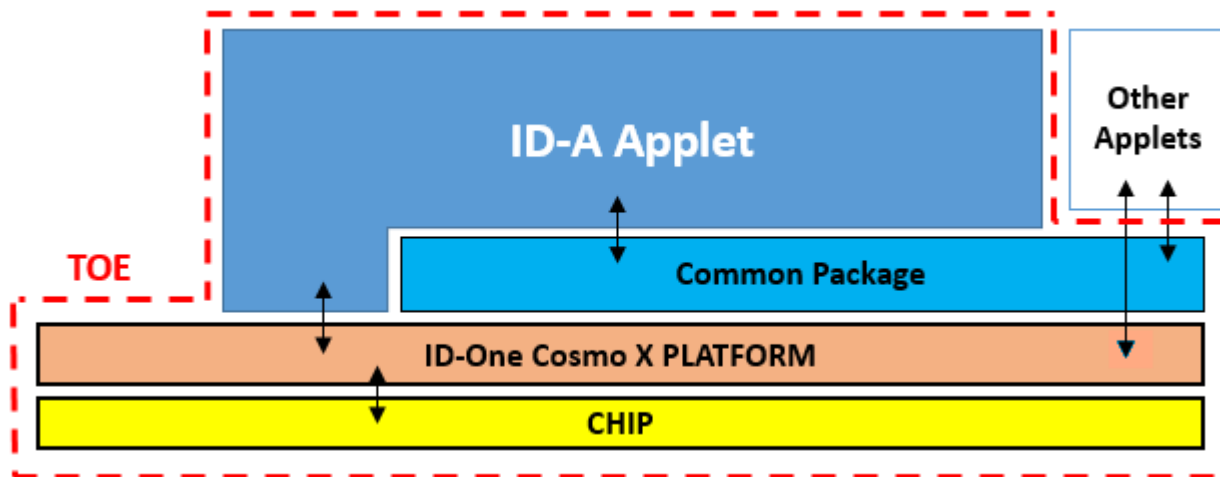 ID-A Applet
Other
Applets
TOE
Common Package
ID-One Cosmo X PLATFORM
CHIP